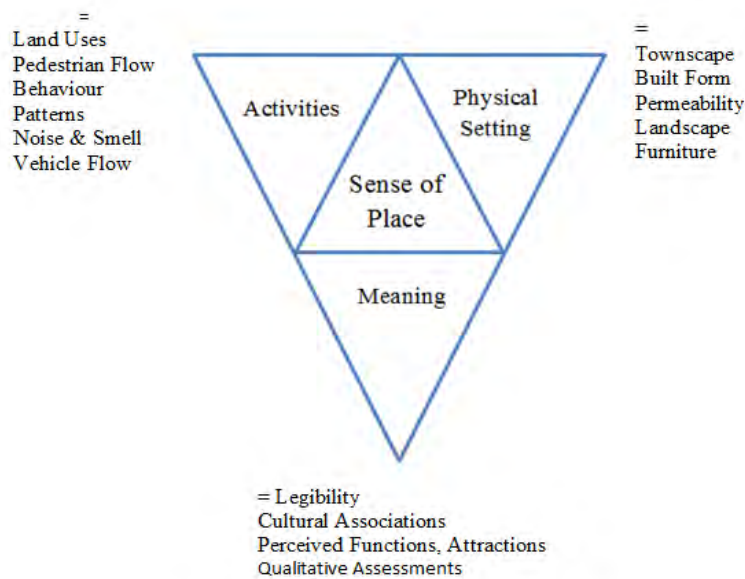 =
Land Uses
Pedestrian Flow
Behaviour
Patterns
Noise & Smell
Vehicle Flow
Activities
Physical
Setting
=
Townscape
Built Form
Permeability
Landscape
Furniture
Sense of
Place
Meaning
= Legibility
Cultural Associations
Perceived Functions, Attractions
Qualitative Assessments